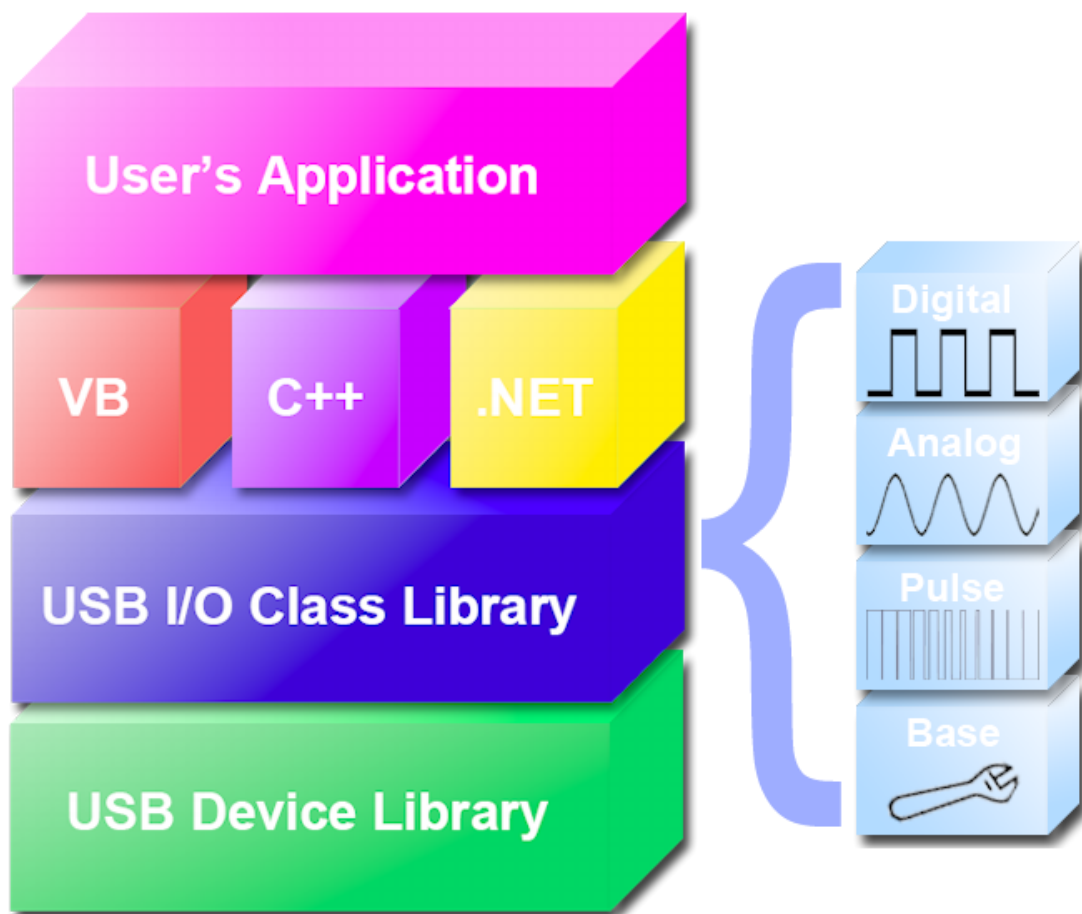 User’s Application
VB
C++
.NET
USB I/O Class Library
USB Device Library
Digital
Analog
Pulse
Base